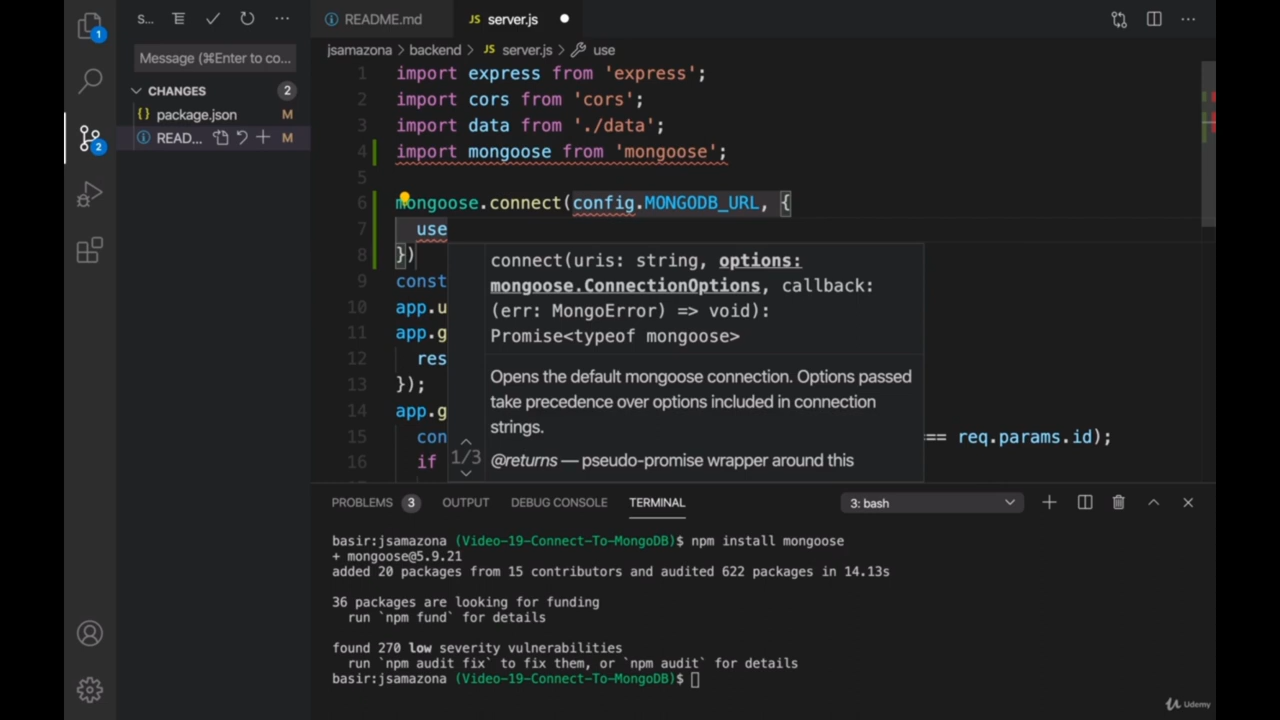 S...
README.md
JS server.js
jsamazona > backend > JS server.js > use
1
Message (⌘Enter to co...
CHANGES 2
{} package.json M
READ... M
2
1 import express from 'express';
2 import cors from 'cors';
3 import data from './data';
4 import mongoose from 'mongoose';
5
6 mongoose.connect(config.MONGODB_URL, {
7 use
8 })
9 const
10 app.u
11 app.g
12 res
13 });
14 app.g
15 con == req.params.id);
16 if
connect(uris: string, options:
mongoose.ConnectionOptions, callback:
(err: MongoError) => void):
Promise<typeof mongoose>
Opens the default mongoose connection. Options passed
take precedence over options included in connection
strings.
1/3 @returns — pseudo-promise wrapper around this
PROBLEMS 3 OUTPUT DEBUG CONSOLE TERMINAL 3: bash
basir:jsamazona (Video-19-Connect-To-MongoDB)$ npm install mongoose
+ mongoose@5.9.21
added 20 packages from 15 contributors and audited 622 packages in 14.13s
36 packages are looking for funding
run `npm fund` for details
found 270 low severity vulnerabilities
run `npm audit fix` to fix them, or `npm audit` for details
basir:jsamazona (Video-19-Connect-To-MongoDB)$
Udemy